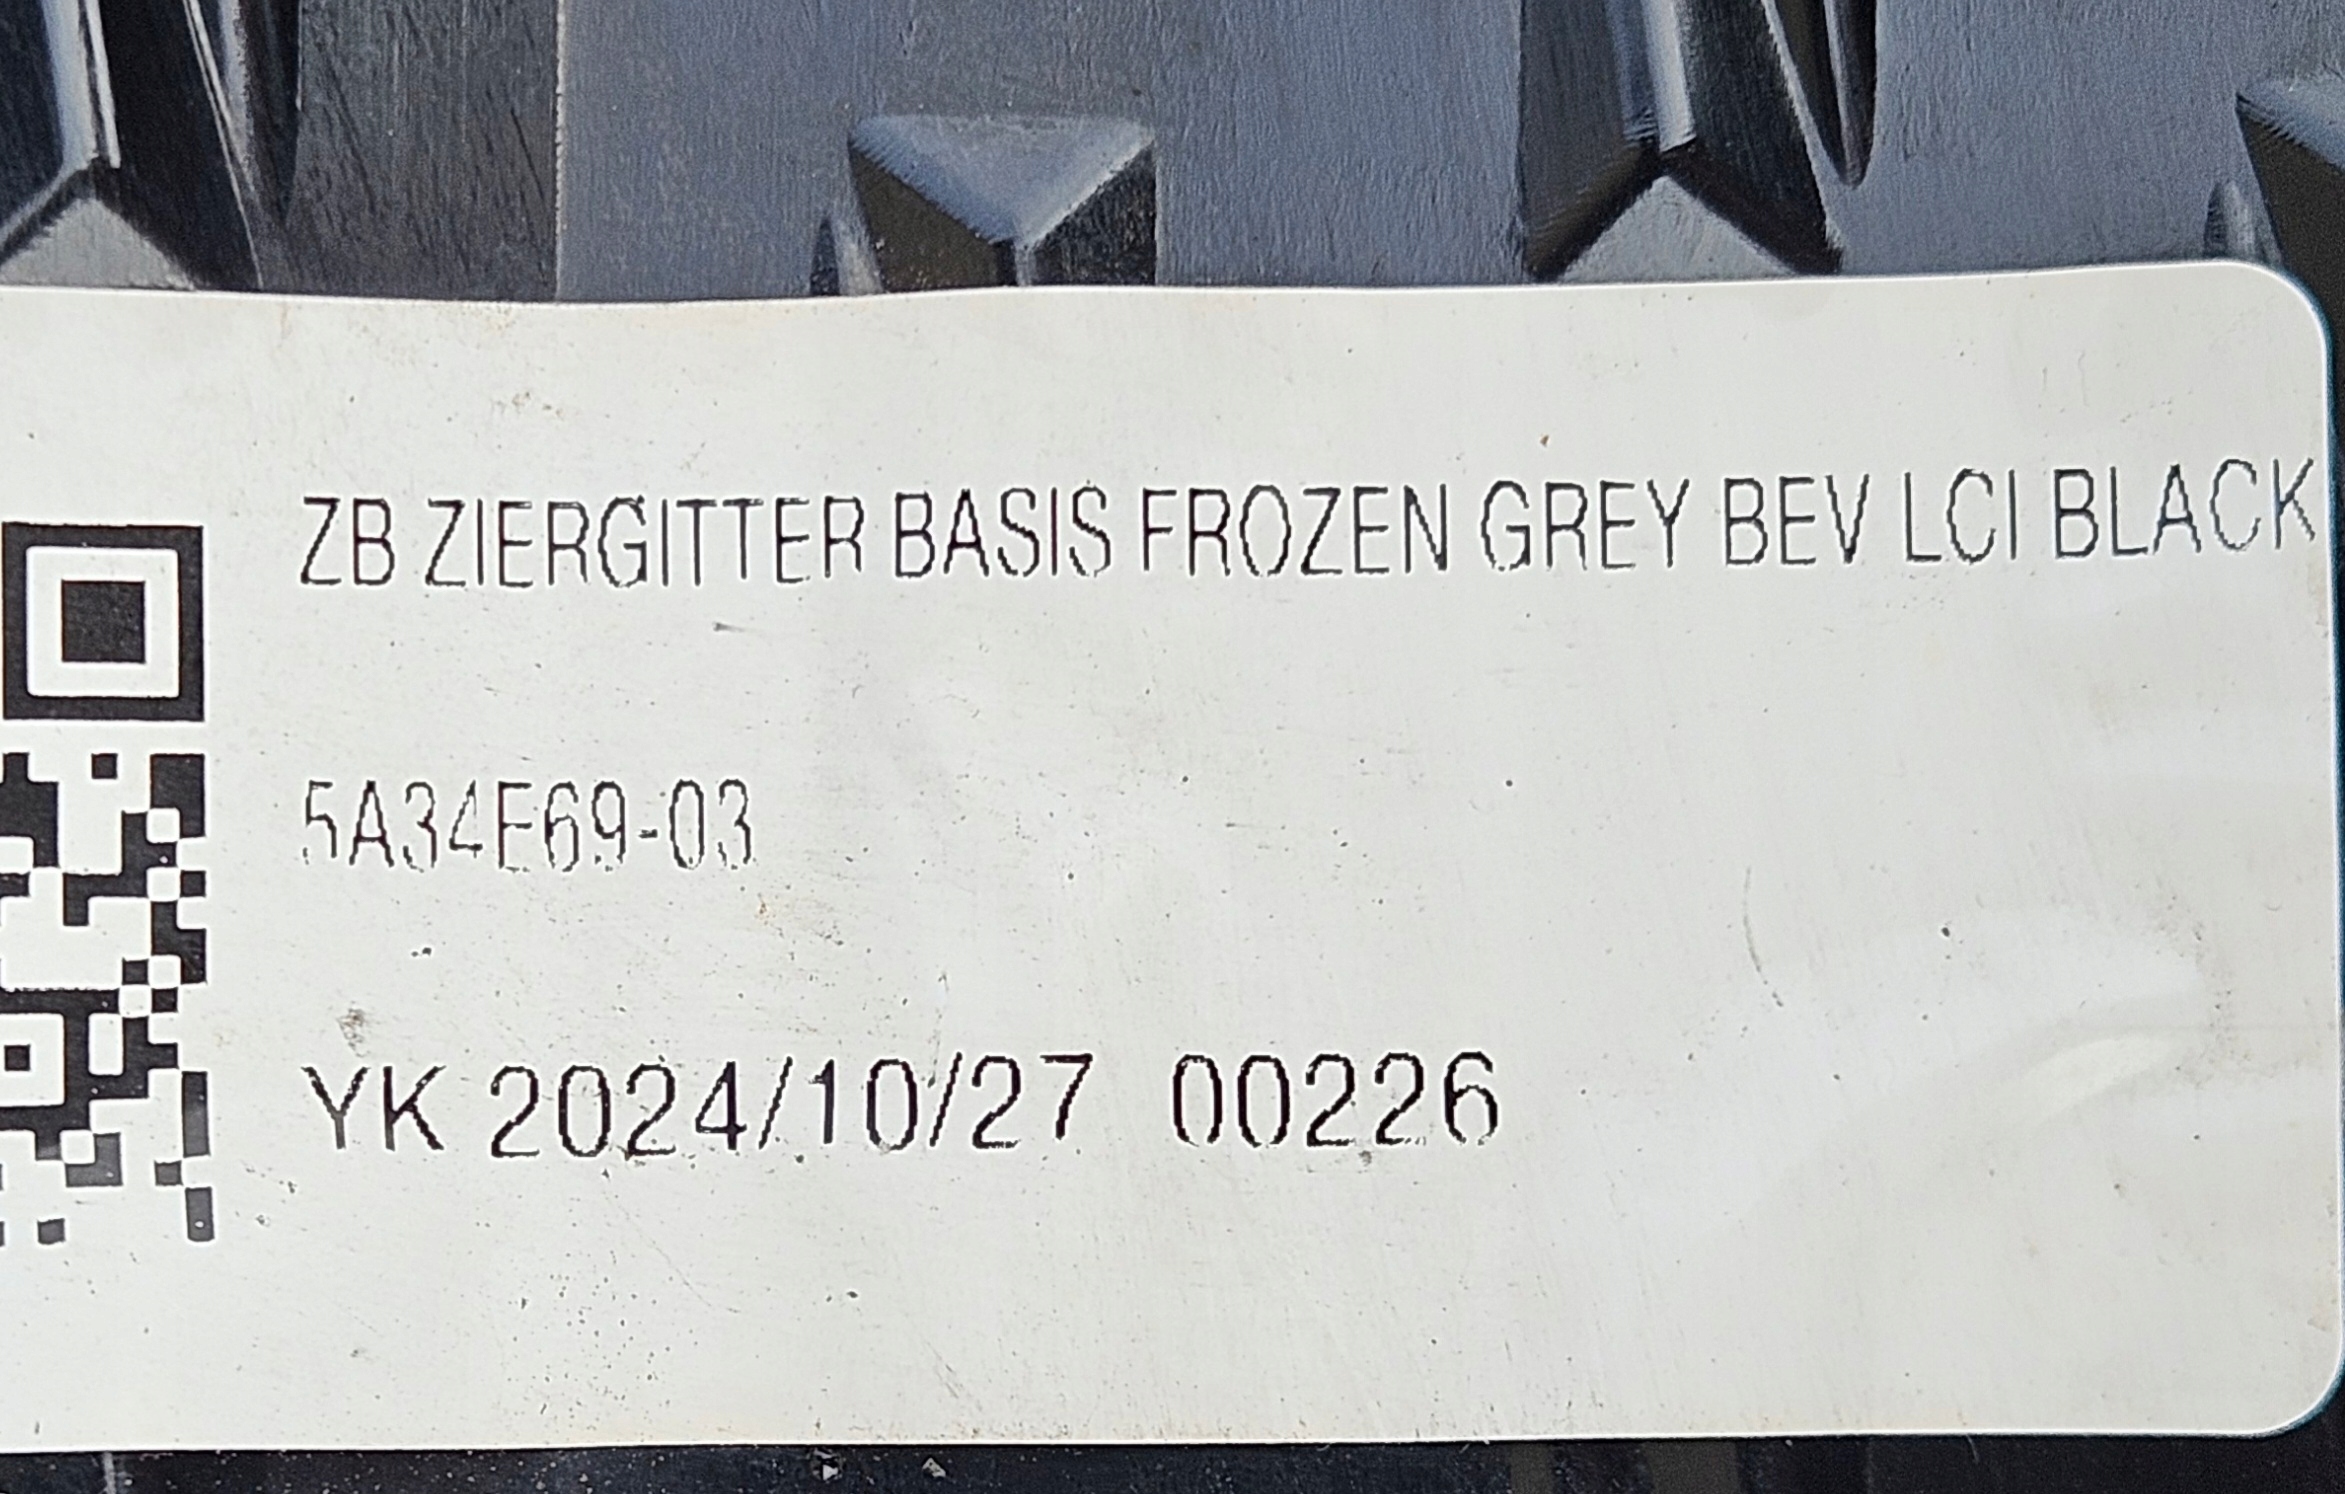 ZB ZIERGITTER BASIS FROZEN GREY BEV LCI BLACK
5A34E69-03
YK 2024/10/27 00226